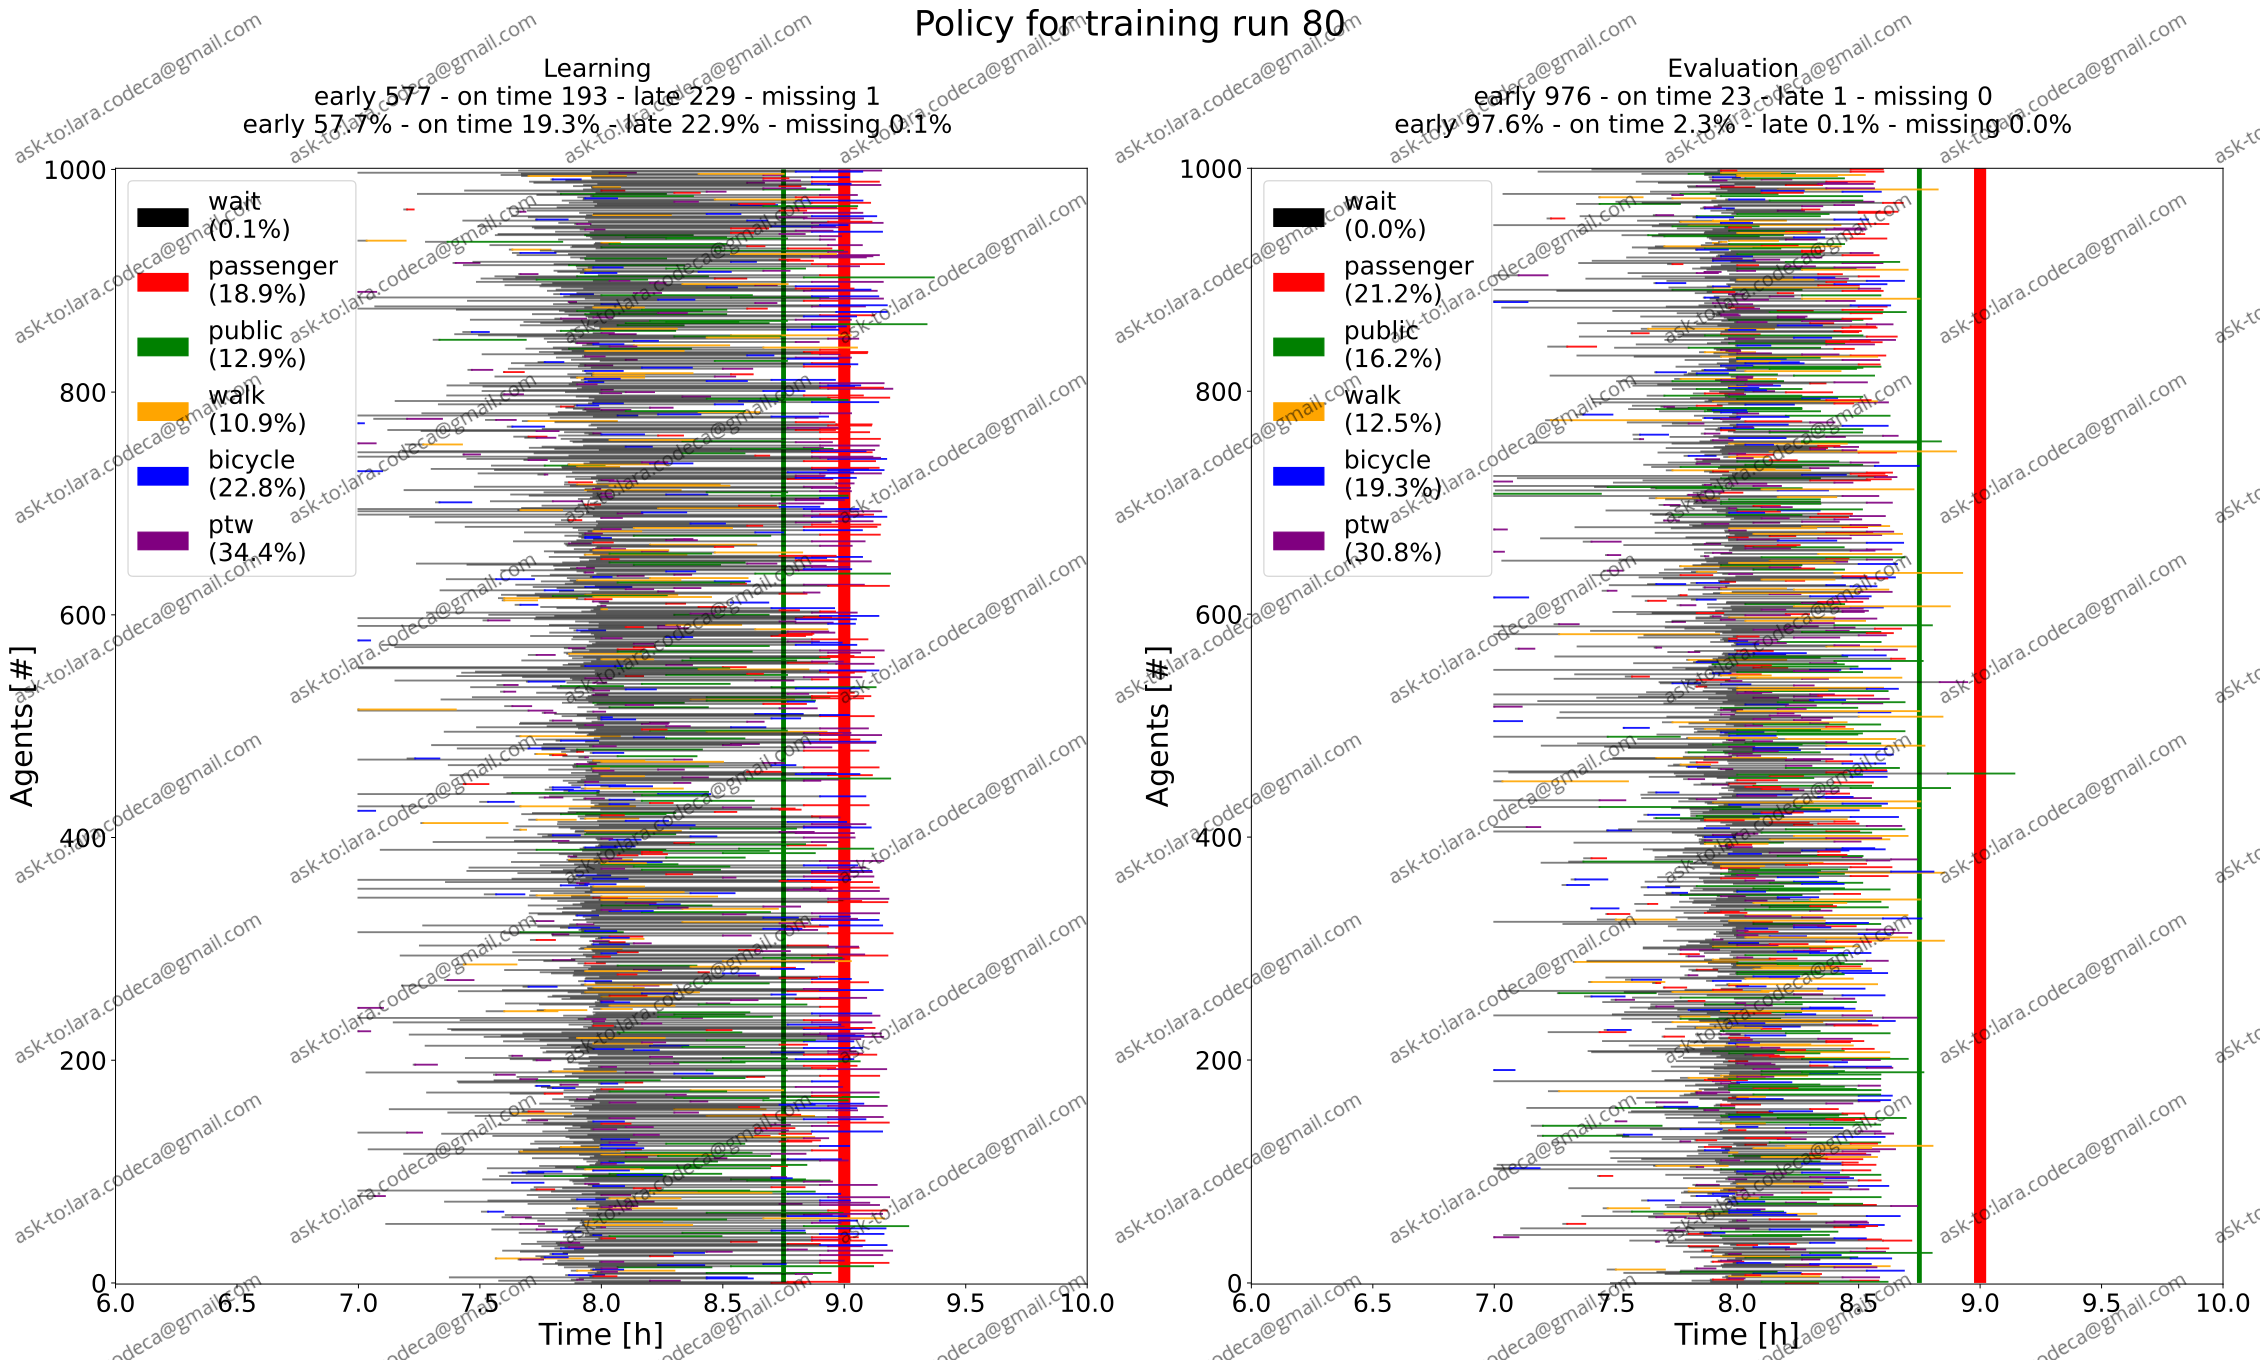 Policy for training run 80
Learning
early 577 - on time 193 - late 229 - missing 1
early 57.7% - on time 19.3% - late 22.9% - missing 0.1%
1000
800
600
400
200
0
Agents [#]
wait
(0.1%)
passenger
(18.9%)
public
(12.9%)
walk
(10.9%)
bicycle
(22.8%)
ptw
(34.4%)
6.0 6.5 7.0 7.5 8.0 8.5 9.0 9.5 10.0
Time [h]
Evaluation
early 976 - on time 23 - late 1 - missing 0
early 97.6% - on time 2.3% - late 0.1% - missing 0.0%
1000
800
600
400
200
0
Agents [#]
wait
(0.0%)
passenger
(21.2%)
public
(16.2%)
walk
(12.5%)
bicycle
(19.3%)
ptw
(30.8%)
6.0 6.5 7.0 7.5 8.0 8.5 9.0 9.5 10.0
Time [h]
ask-to:lara.codeca@gmail.com